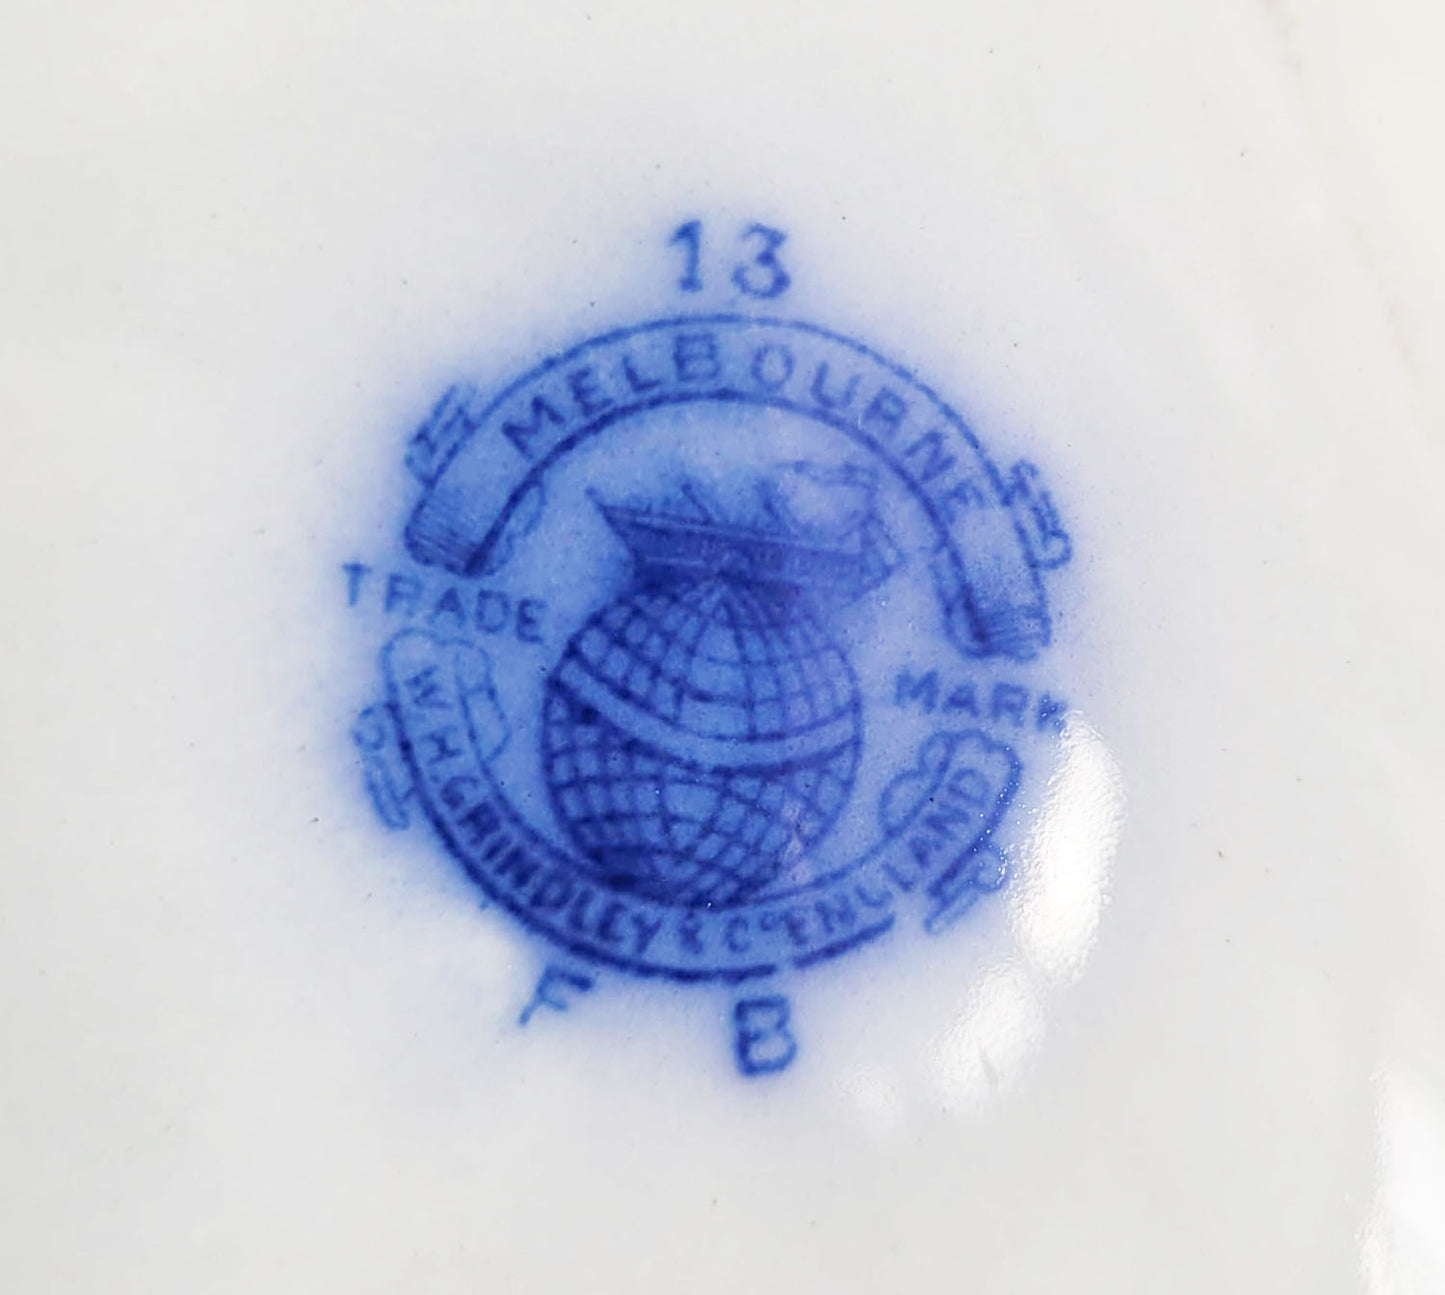 13
MELBOURNE
TRADE MARK
W.H.GRINDLEY & Co ENGLAND
F B